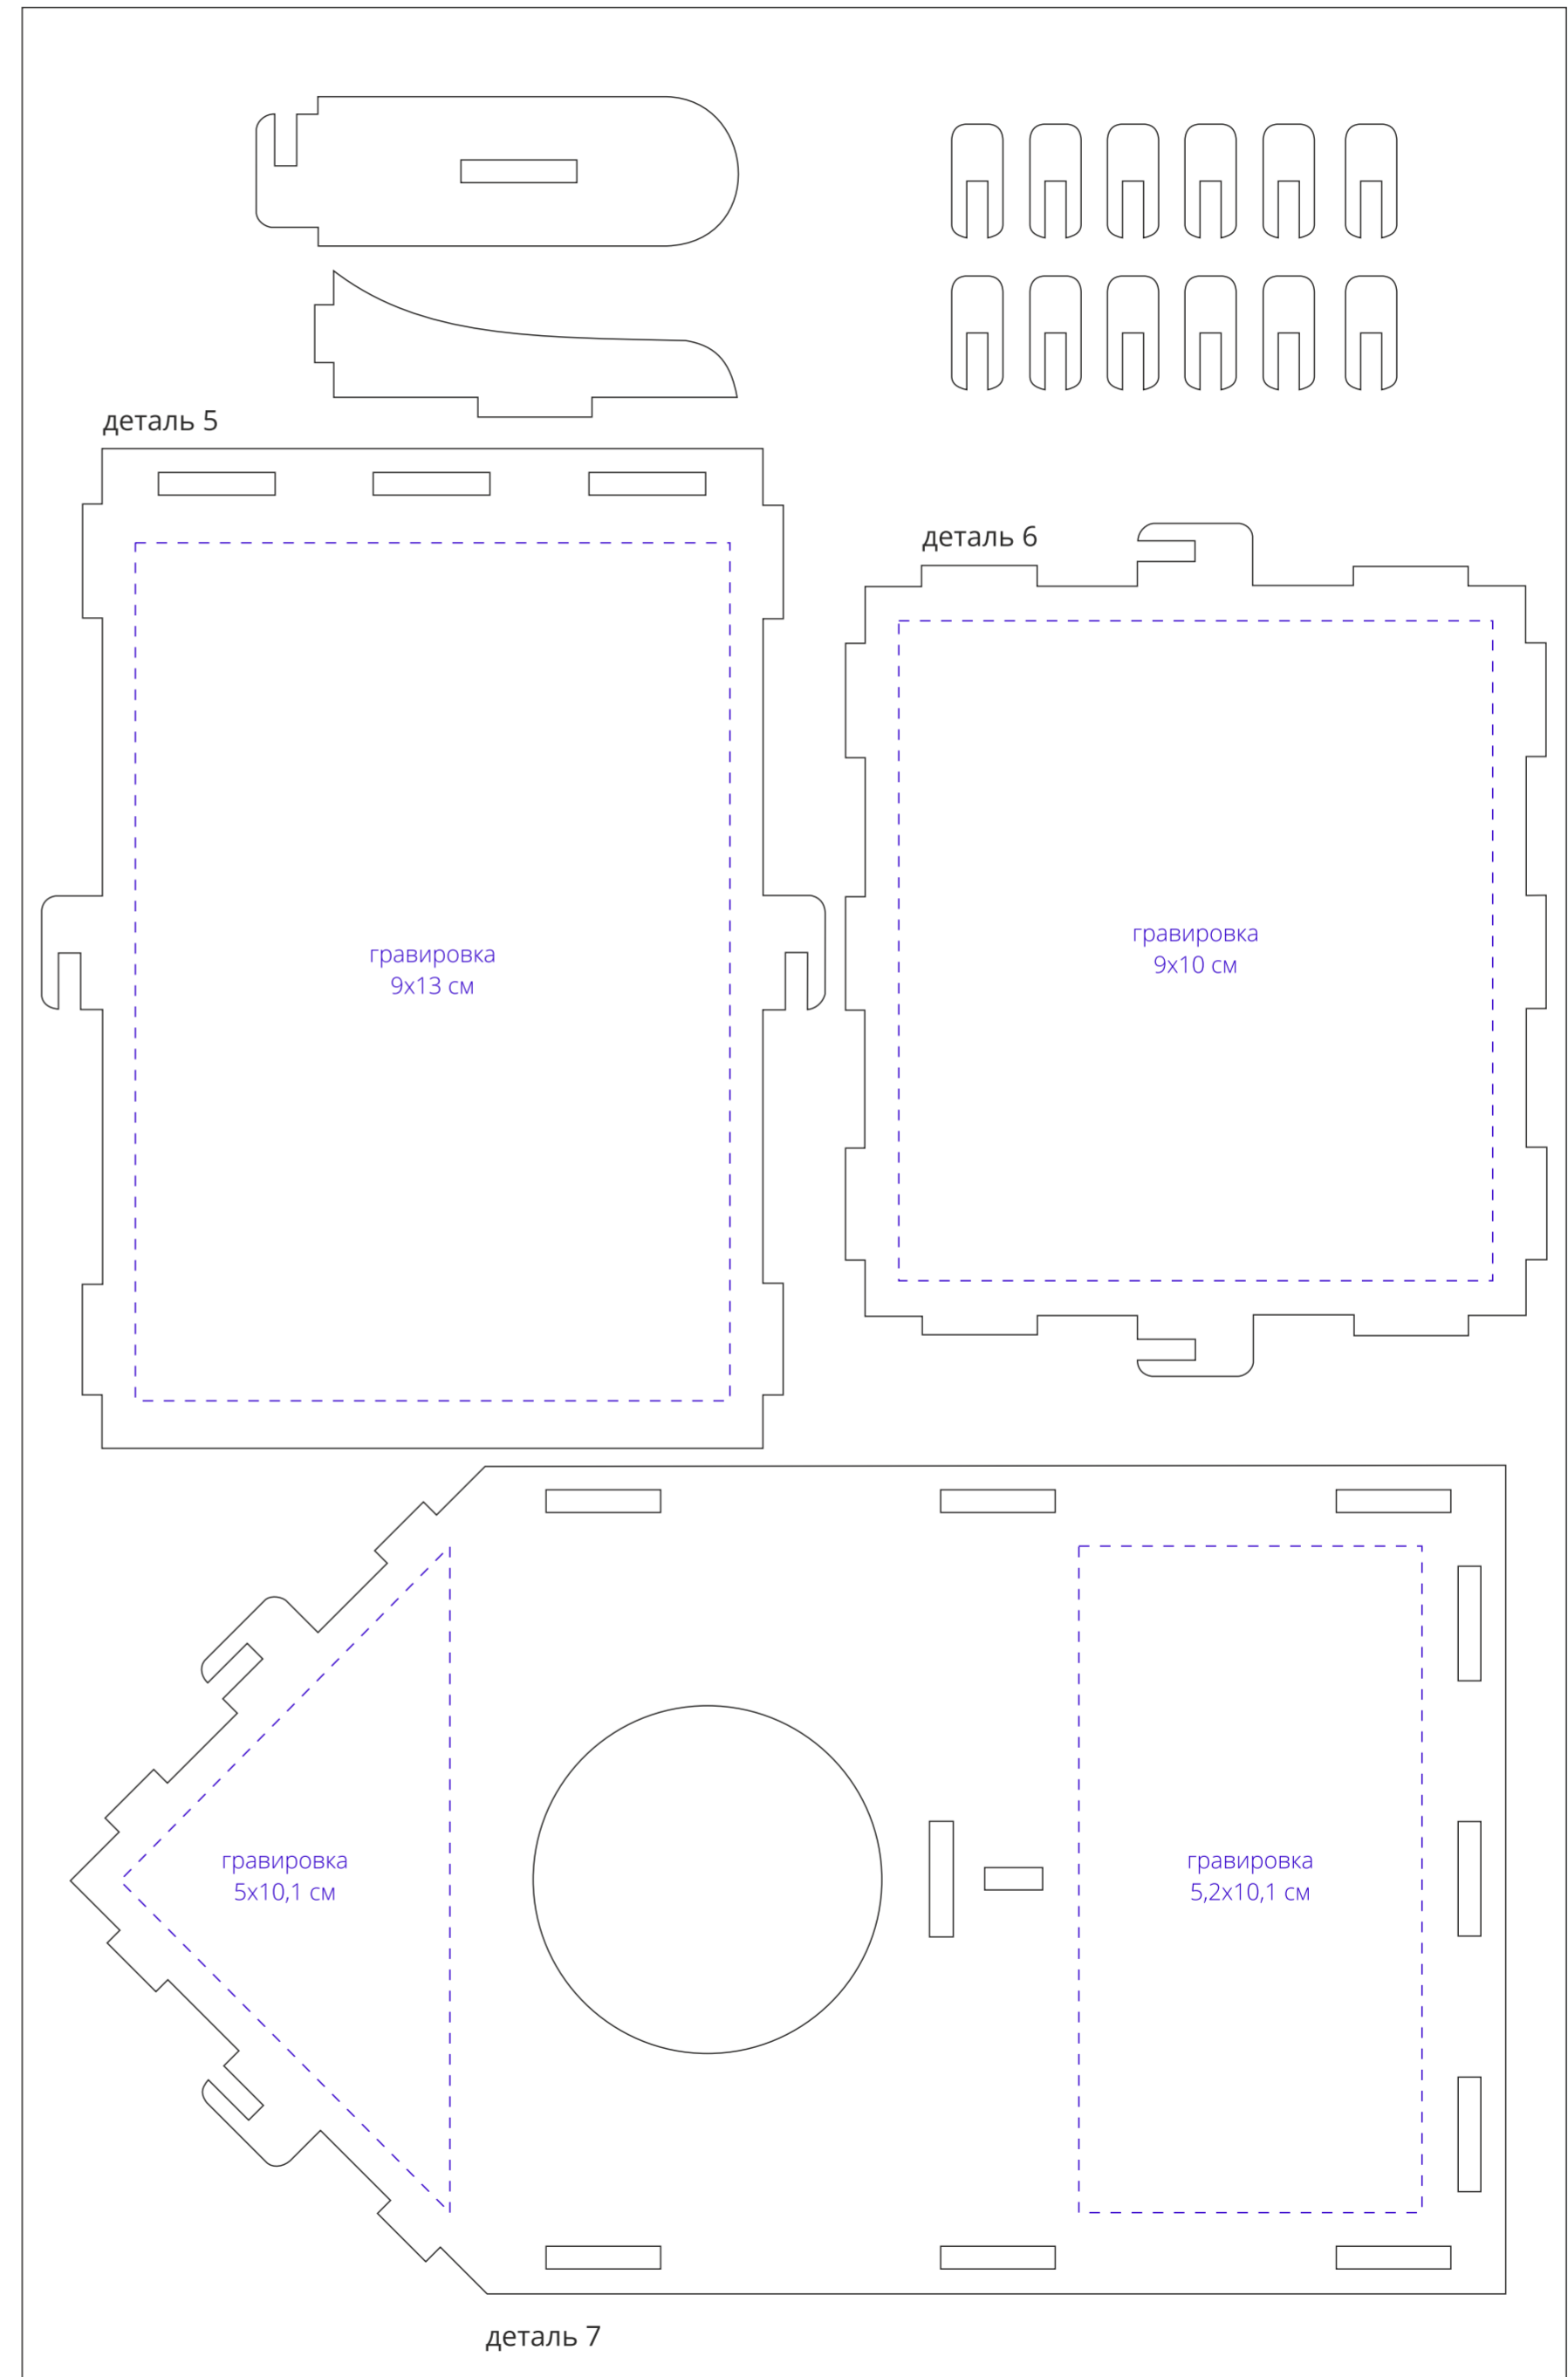 деталь 5
деталь 6
гравировка
9х13 см
гравировка
9х10 см
гравировка
5х10,1 см
гравировка
5,2х10,1 см
деталь 7